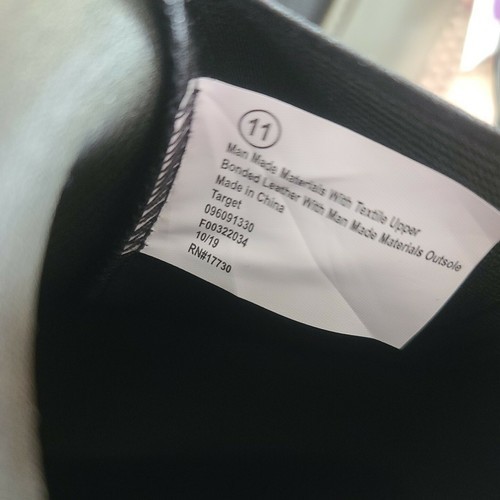 11
Man Made Materials With Textile Upper
Bonded Leather With Man Made Materials Outsole
Made in China
Target
096091330
F00322034
10/19
RN#17730